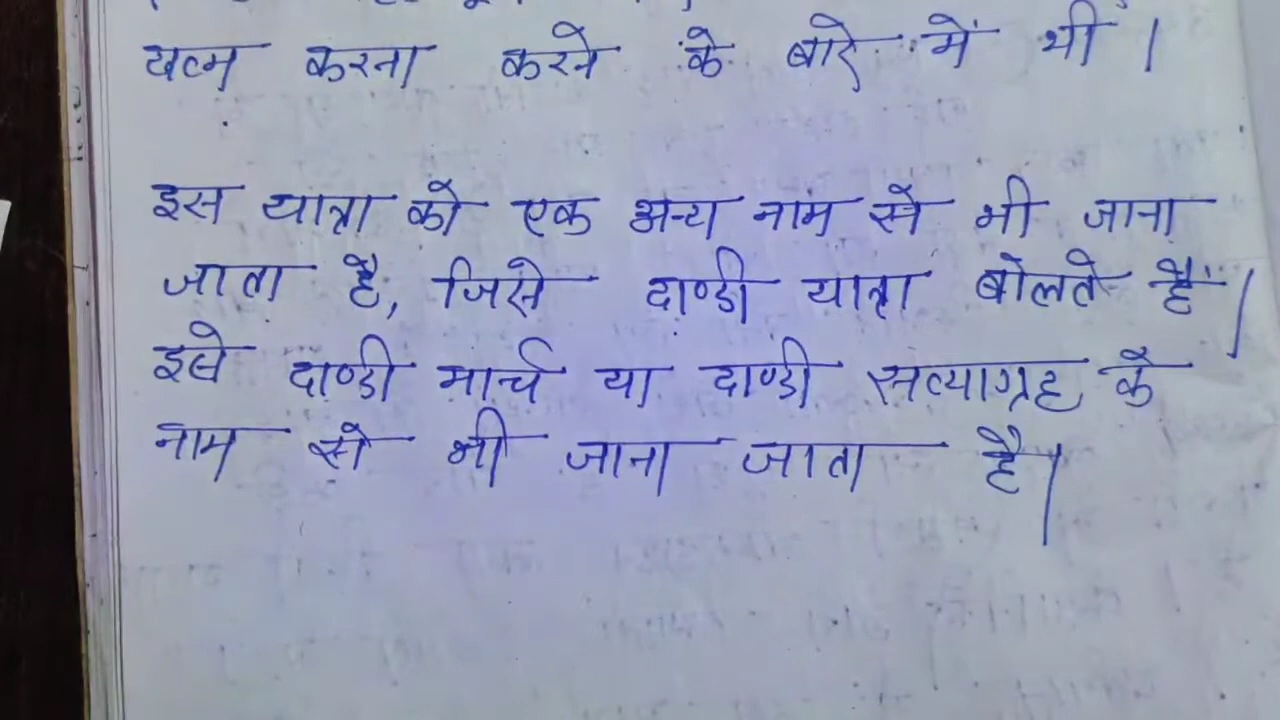 खत्म करना करने के बारे में थी।
इस यात्रा को एक अन्य नाम से भी जाना
जाता है, जिसे दाण्डी यात्रा बोलते हैं।
इसे दाण्डी मार्च या दाण्डी सत्याग्रह के
नाम से भी जाना जाता है।